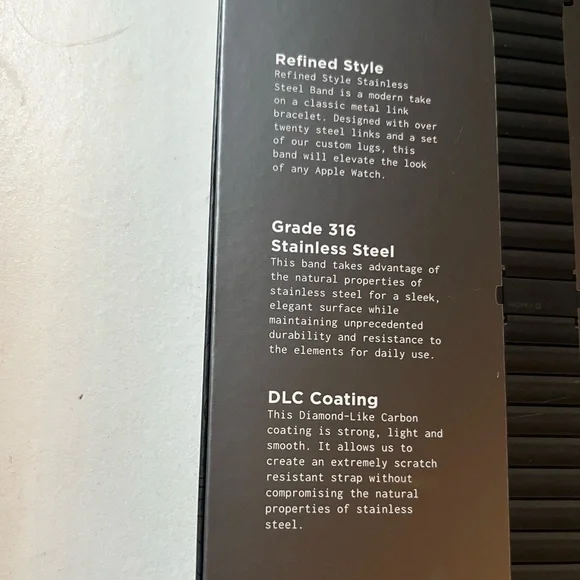 Refined Style
Refined Style Stainless
Steel Band is a modern take
on a classic metal link
bracelet. Designed with over
twenty steel links and a set
of our custom lugs, this
band will elevate the look
of any Apple Watch.
Grade 316
Stainless Steel
This band takes advantage of
the natural properties of
stainless steel for a sleek,
elegant surface while
maintaining unprecedented
durability and resistance to
the elements for daily use.
DLC Coating
This Diamond-Like Carbon
coating is strong, light and
smooth. It allows us to
create an extremely scratch
resistant strap without
compromising the natural
properties of stainless
steel.